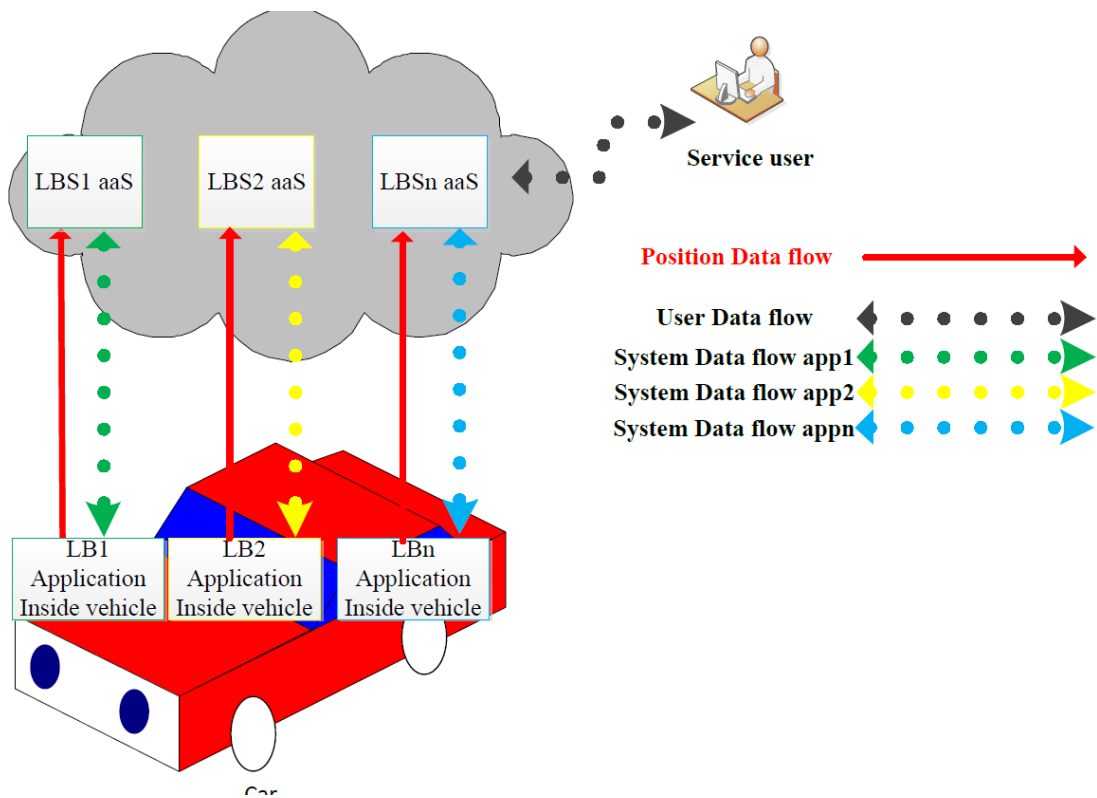 LBS1 aaS
LBS2 aaS
LBSn aaS
Service user
Position Data flow
User Data flow
System Data flow app1
System Data flow app2
System Data flow appn
LB1
Application
Inside vehicle
LB2
Application
Inside vehicle
LBn
Application
Inside vehicle
Car